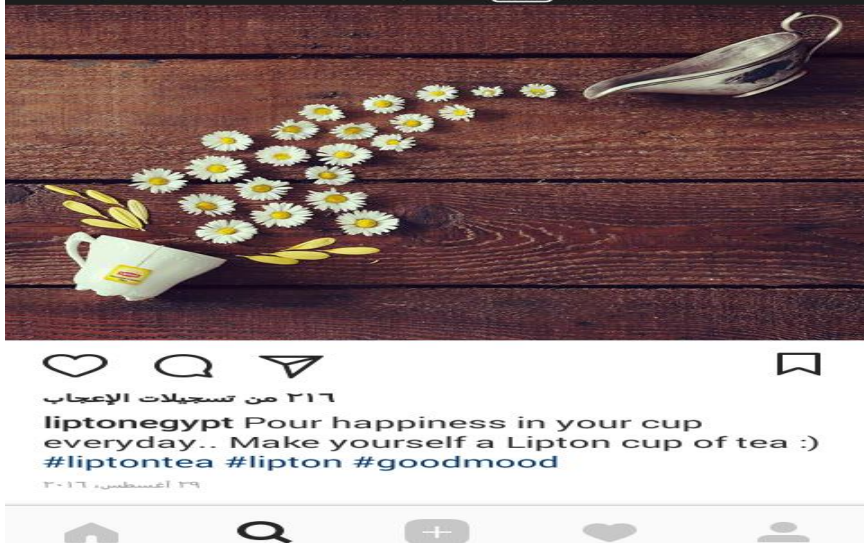 ٢١٦ من تسجيلات الإعجاب
liptonegypt Pour happiness in your cup
everyday.. Make yourself a Lipton cup of tea :)
#liptontea #lipton #goodmood
٢٩ أغسطس، ٢٠١٦